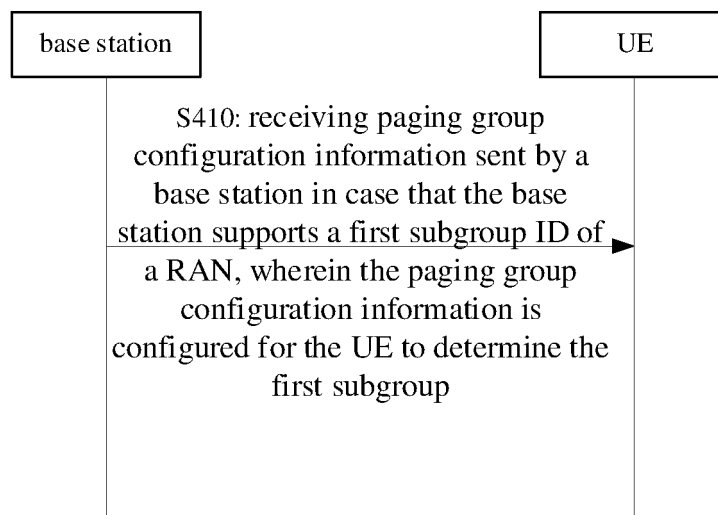 base station
UE
S410: receiving paging group
configuration information sent by a
base station in case that the base
station supports a first subgroup ID of
a RAN, wherein the paging group
configuration information is
configured for the UE to determine the
first subgroup